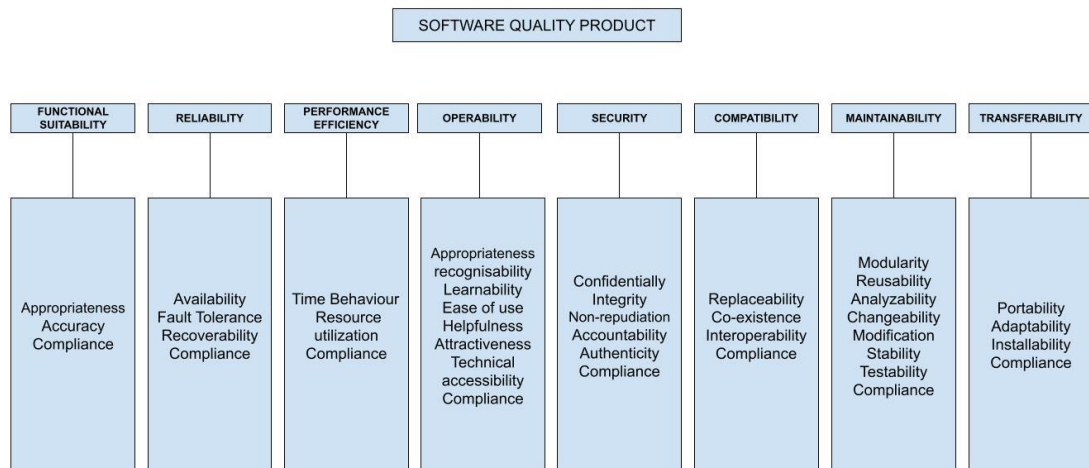 SOFTWARE QUALITY PRODUCT
FUNCTIONAL
SUITABILITY
RELIABILITY
PERFORMANCE
EFFICIENCY
OPERABILITY
SECURITY
COMPATIBILITY
MAINTAINABILITY
TRANSFERABILITY
Appropriateness
Accuracy
Compliance
Availability
Fault Tolerance
Recoverability
Compliance
Time Behaviour
Resource
utilization
Compliance
Appropriateness
recognisability
Learnability
Ease of use
Helpfulness
Attractiveness
Technical
accessibility
Compliance
Confidentially
Integrity
Non-repudiation
Accountability
Authenticity
Compliance
Replaceability
Co-existence
Interoperability
Compliance
Modularity
Reusability
Analyzability
Changeability
Modification
Stability
Testability
Compliance
Portability
Adaptability
Installability
Compliance